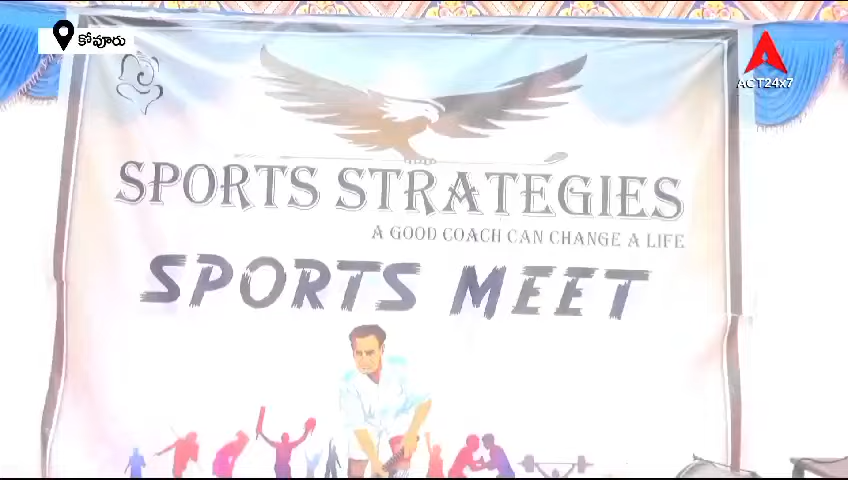 కోవూరు
ACT24x7
SPORTS STRATEGIES
A GOOD COACH CAN CHANGE A LIFE
SPORTS MEET